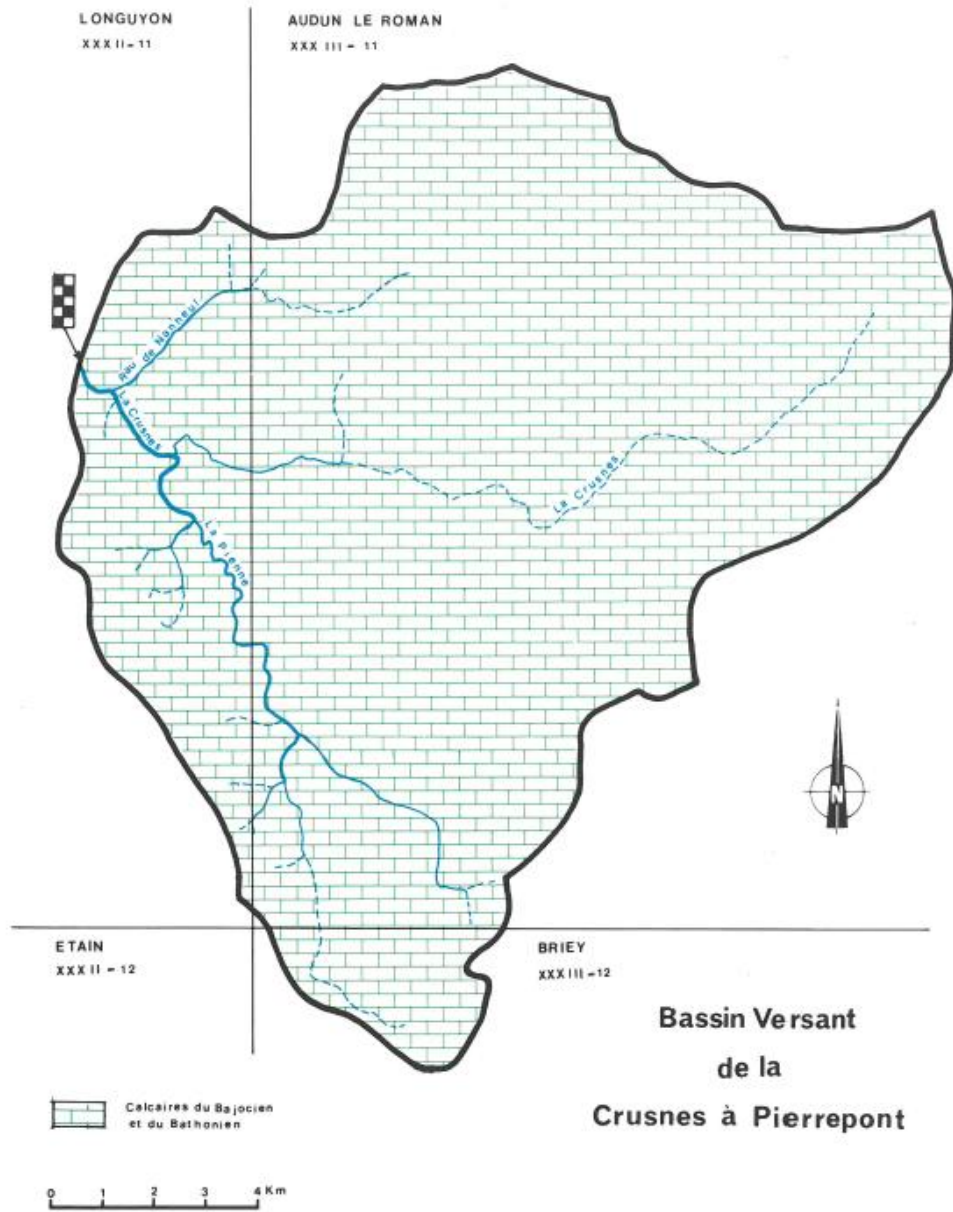 LONGUYON
XXXII-11
AUDUN LE ROMAN
XXXIII-11
Rau de Nanheul
La Crusnes
La Crusnes
La Pienne
N
ETAIN
XXXII-12
BRIEY
XXXIII-12
Bassin Versant
de la
Crusnes à Pierrepont
Calcaires du Bajocien
et du Bathonien
0 1 2 3 4 Km